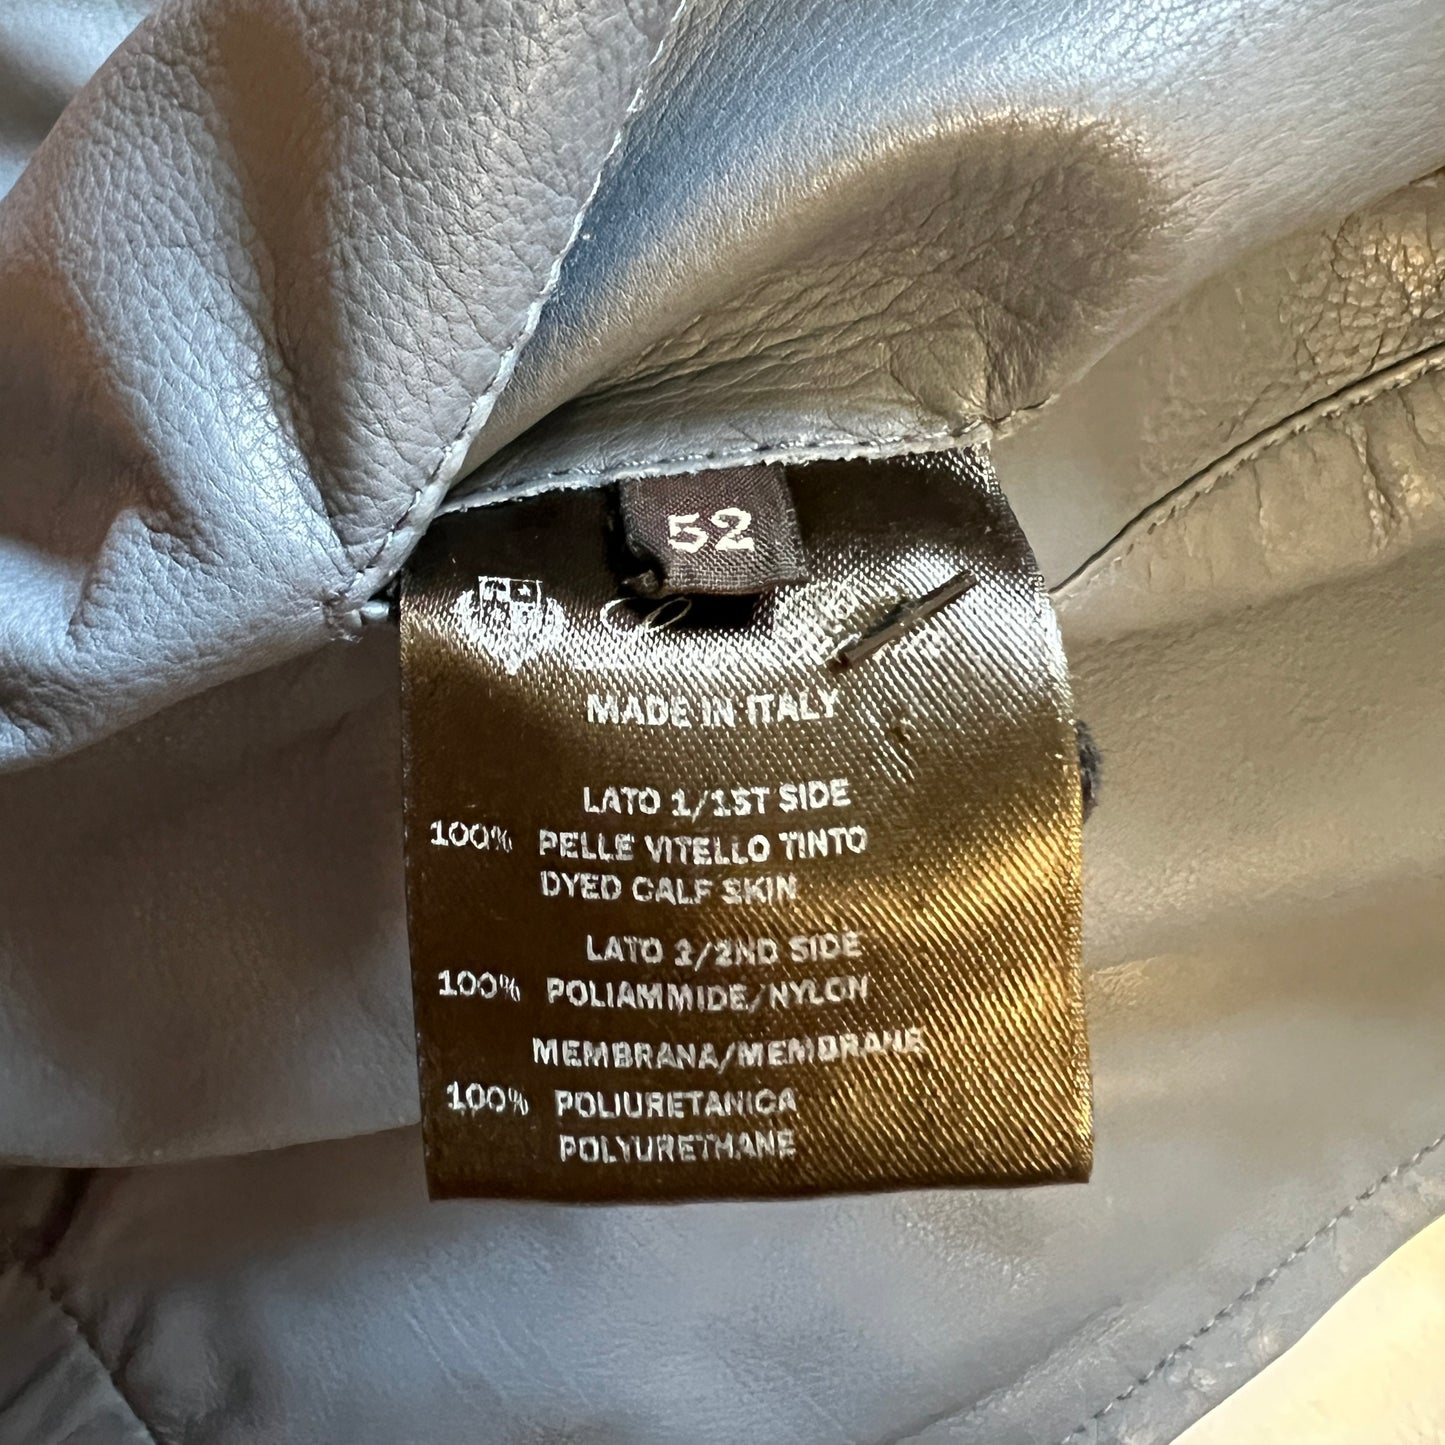 52
MADE IN ITALY
LATO 1/1ST SIDE
100% PELLE VITELLO TINTO
DYED CALF SKIN
LATO 2/2ND SIDE
100% POLIAMMIDE/NYLON
MEMBRANA/MEMBRANE
100% POLIURETANICA
POLYURETHANE